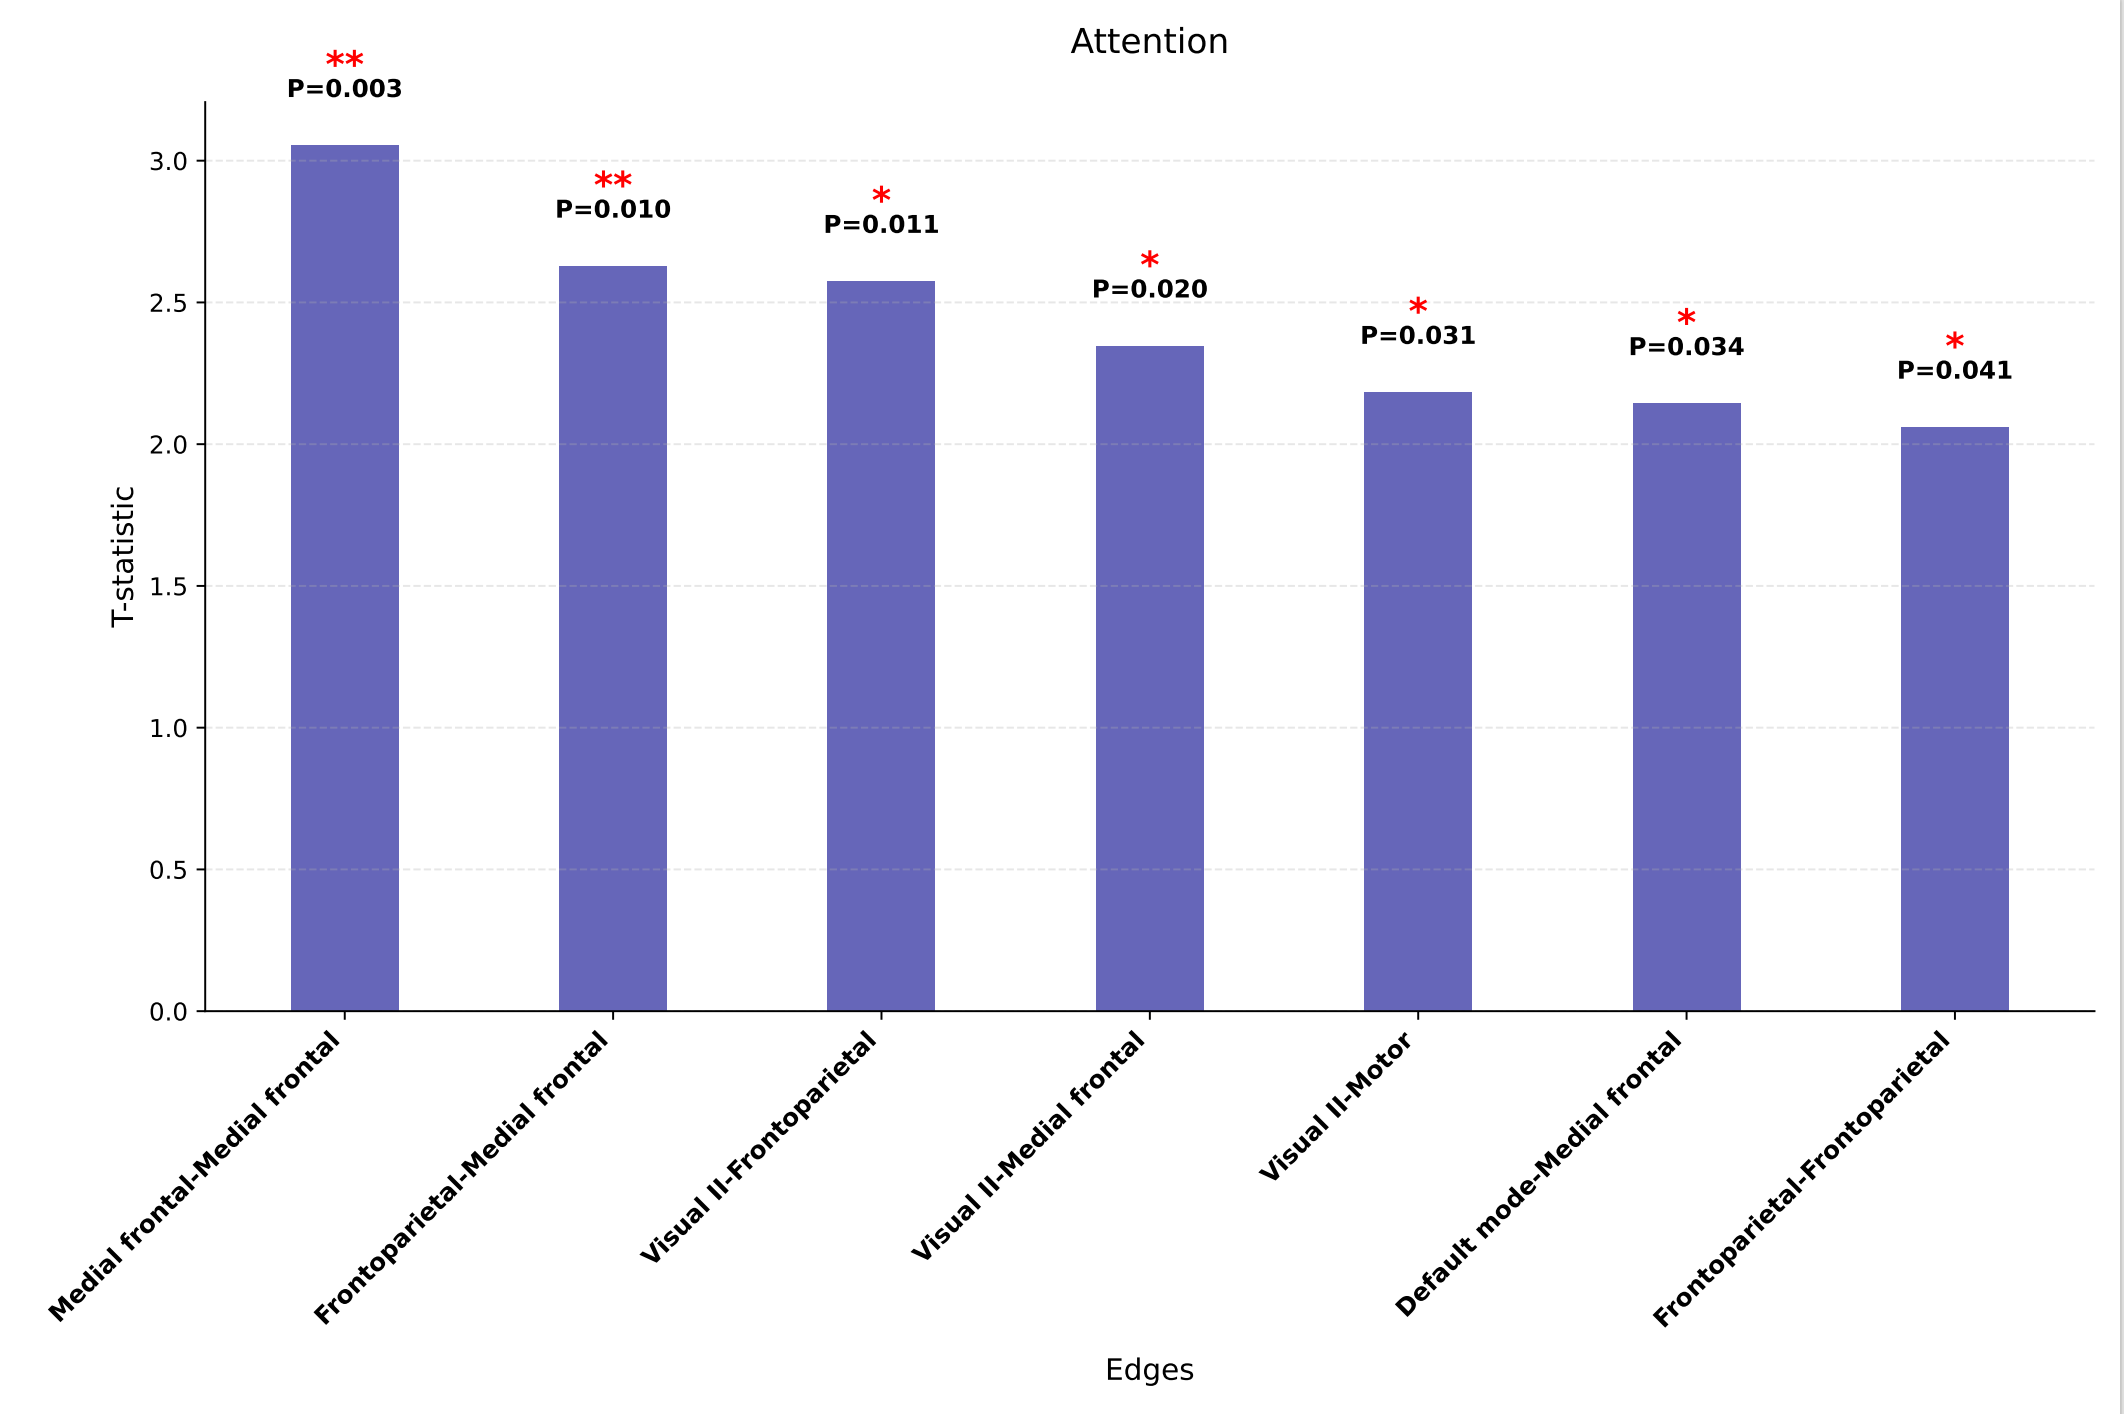 Attention
**
P=0.003
**
P=0.010
*
P=0.011
*
P=0.020
*
P=0.031
*
P=0.034
*
P=0.041
T-statistic
3.0
2.5
2.0
1.5
1.0
0.5
0.0
Medial frontal-Medial frontal
Frontoparietal-Medial frontal
Visual II-Frontoparietal
Visual II-Medial frontal
Visual II-Motor
Default mode-Medial frontal
Frontoparietal-Frontoparietal
Edges